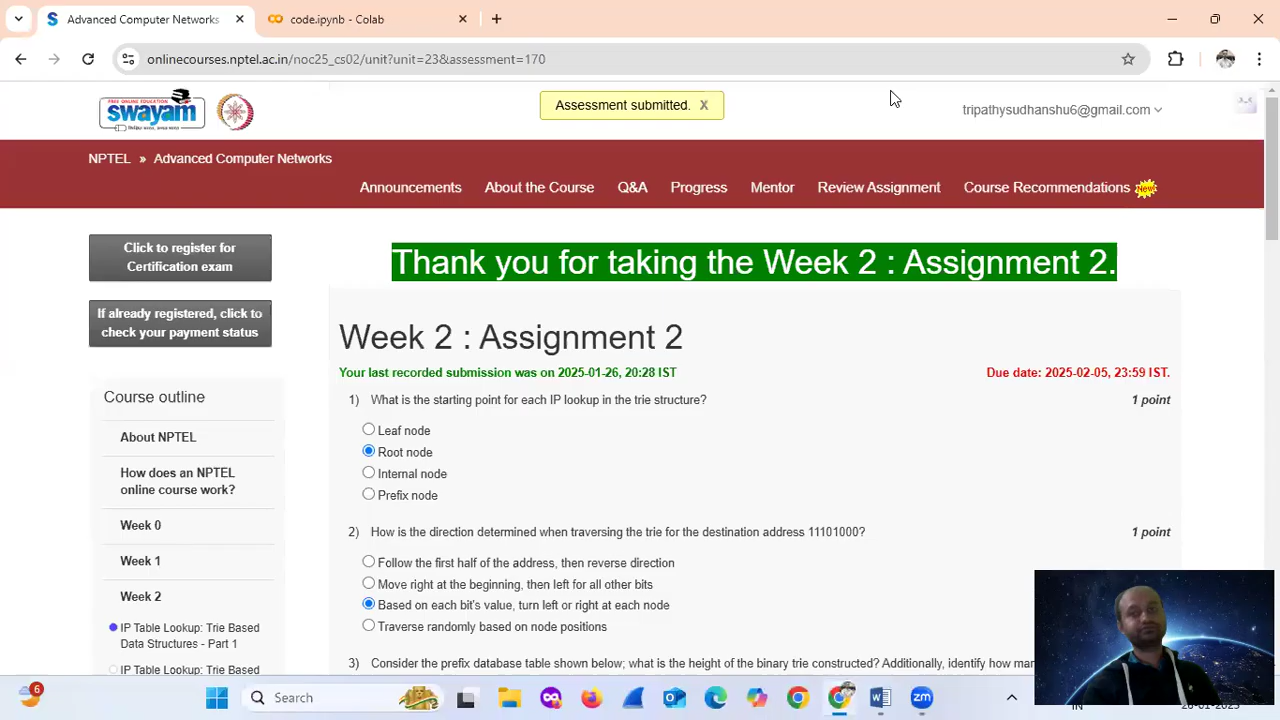 Advanced Computer Networks
code.ipynb - Colab
onlinecourses.nptel.ac.in/noc25_cs02/unit?unit=23&assessment=170
FREE ONLINE EDUCATION
swayam
Assessment submitted. X
tripathysudhanshu6@gmail.com
NPTEL » Advanced Computer Networks
Announcements About the Course Q&A Progress Mentor Review Assignment Course Recommendations New
Click to register for
Certification exam
If already registered, click to
check your payment status
Course outline
About NPTEL
How does an NPTEL
online course work?
Week 0
Week 1
Week 2
IP Table Lookup: Trie Based
Data Structures - Part 1
IP Table Lookup: Trie Based
Thank you for taking the Week 2 : Assignment 2.
Week 2 : Assignment 2
Your last recorded submission was on 2025-01-26, 20:28 IST
Due date: 2025-02-05, 23:59 IST.
1) What is the starting point for each IP lookup in the trie structure? 1 point
Leaf node
Root node
Internal node
Prefix node
2) How is the direction determined when traversing the trie for the destination address 11101000? 1 point
Follow the first half of the address, then reverse direction
Move right at the beginning, then left for all other bits
Based on each bit's value, turn left or right at each node
Traverse randomly based on node positions
3) Consider the prefix database table shown below; what is the height of the binary trie constructed? Additionally, identify how
6
Search
IN